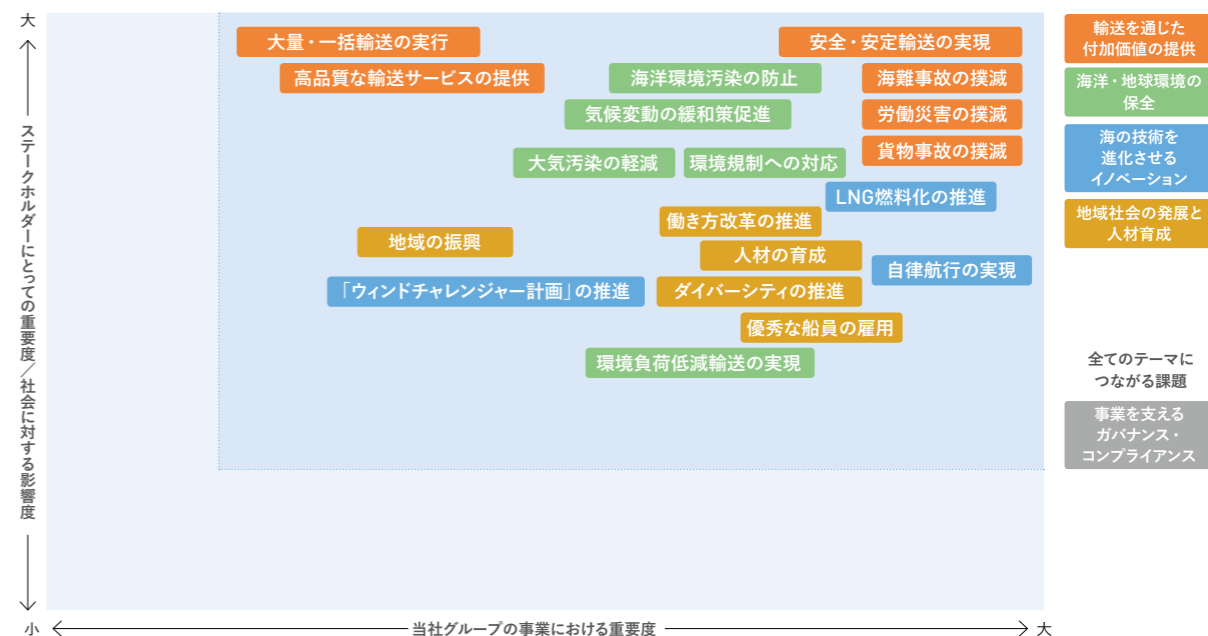 大
ステークホルダーにとっての重要度／社会に対する影響度
大量・一括輸送の実行
安全・安定輸送の実現
高品質な輸送サービスの提供
海洋環境汚染の防止
海難事故の撲滅
気候変動の緩和策促進
労働災害の撲滅
貨物事故の撲滅
大気汚染の軽減
環境規制への対応
LNG燃料化の推進
働き方改革の推進
地域の振興
人材の育成
自律航行の実現
「ウィンドチャレンジャー計画」の推進
ダイバーシティの推進
優秀な船員の雇用
環境負荷低減輸送の実現
小
当社グループの事業における重要度
大
輸送を通じた
付加価値の提供
海洋・地球環境の
保全
海の技術を
進化させる
イノベーション
地域社会の発展と
人材育成
全てのテーマに
つながる課題
事業を支える
ガバナンス・
コンプライアンス